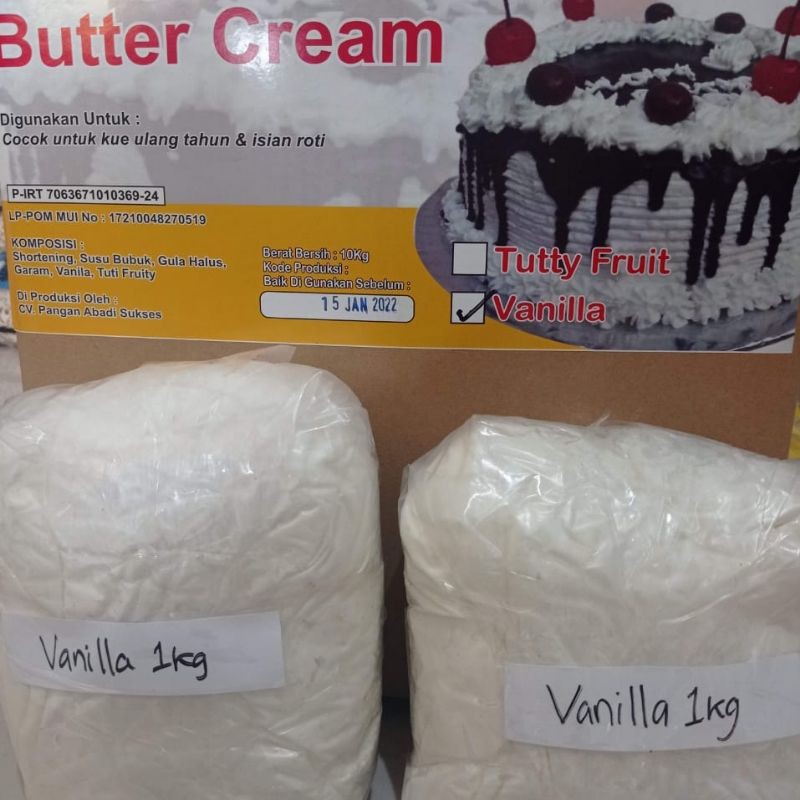 Butter Cream
Digunakan Untuk :
Cocok untuk kue ulang tahun & isian roti
P-IRT 7063671010369-24
LP-POM MUI No : 17210048270519
KOMPOSISI :
Shortening, Susu Bubuk, Gula Halus,
Garam, Vanila, Tuti Fruity
Di Produksi Oleh :
CV. Pangan Abadi Sukses
Berat Bersih : 10Kg
Kode Produksi :
Baik Di Gunakan Sebelum :
15 JAN 2022
Tutty Fruit
Vanilla
Vanilla 1kg
Vanilla 1kg